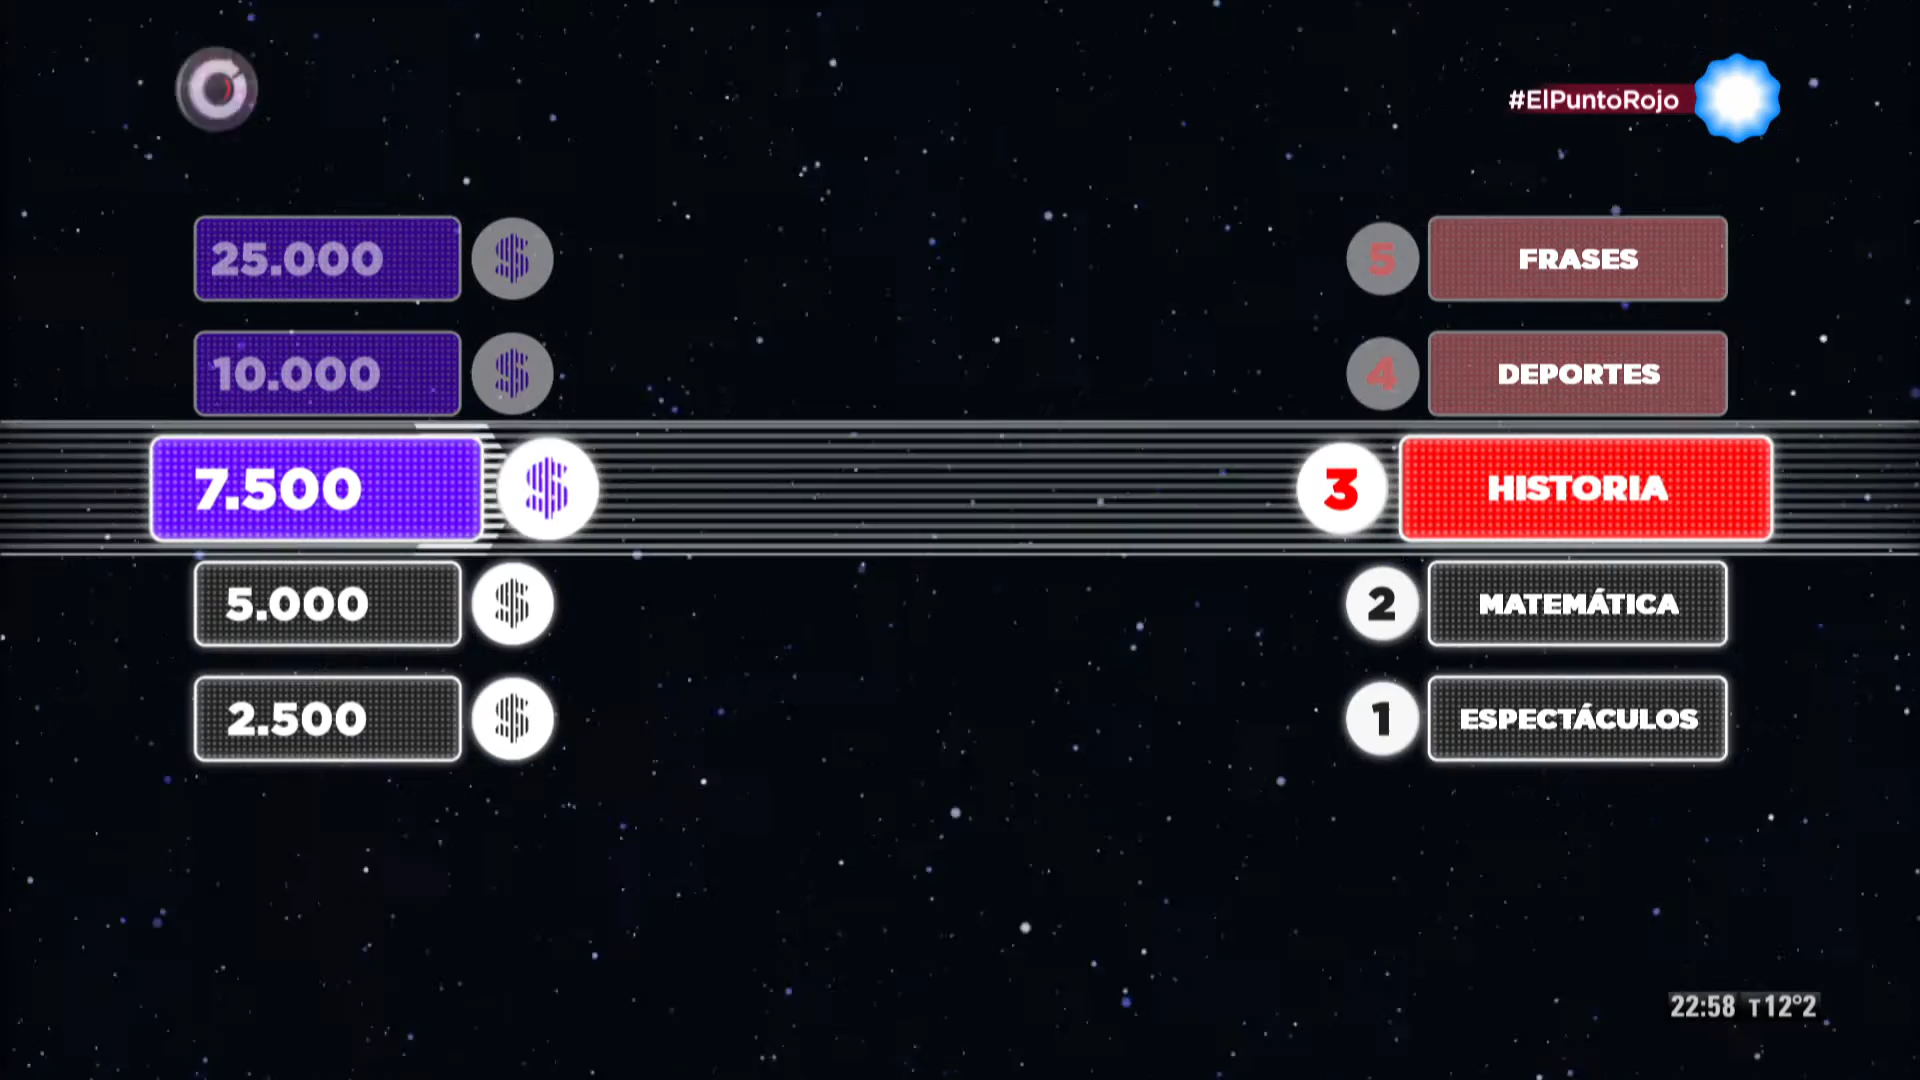 #ElPuntoRojo
25.000 $ 5 FRASES
10.000 $ 4 DEPORTES
7.500 $ 3 HISTORIA
5.000 $ 2 MATEMÁTICA
2.500 $ 1 ESPECTÁCULOS
22:58 T12°2